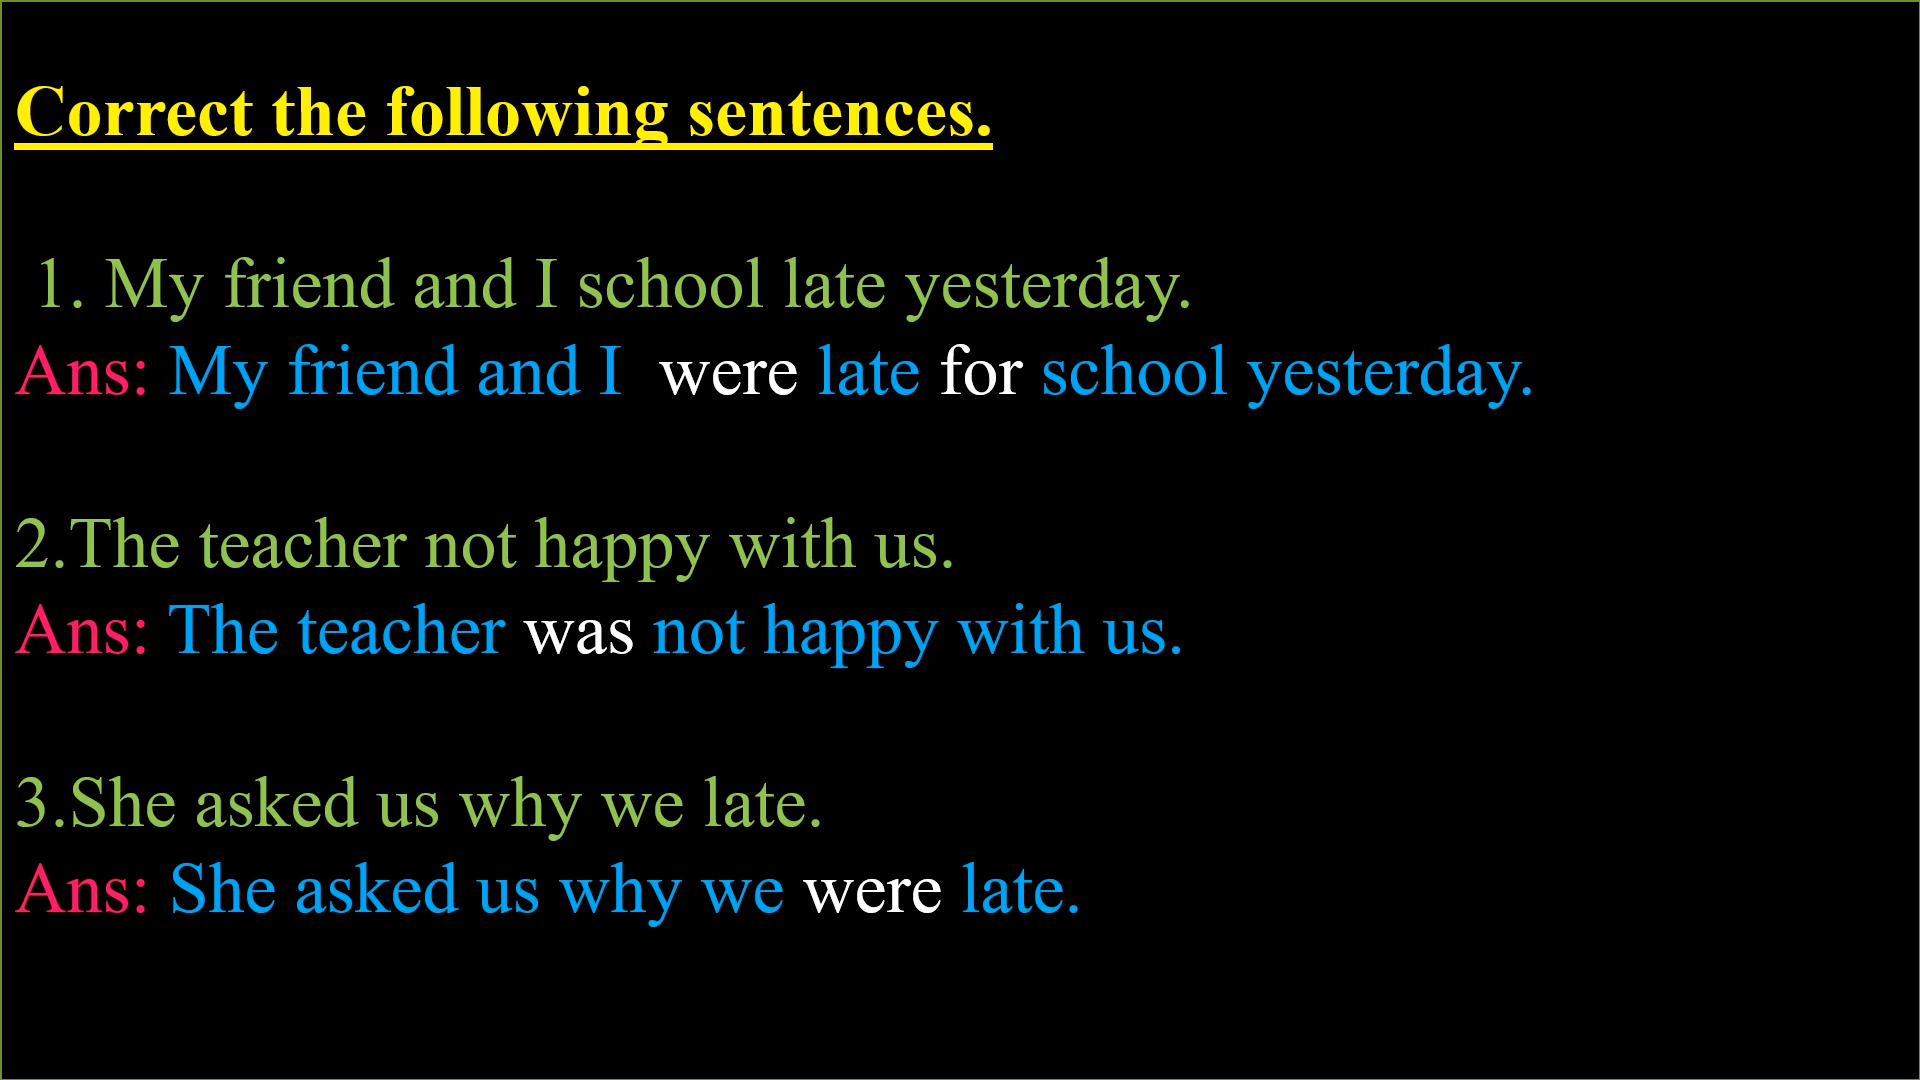 Correct the following sentences.
1. My friend and I school late yesterday.
Ans: My friend and I  were late for school yesterday.
2.The teacher not happy with us.
Ans: The teacher was not happy with us.
3.She asked us why we late.
Ans: She asked us why we were late.